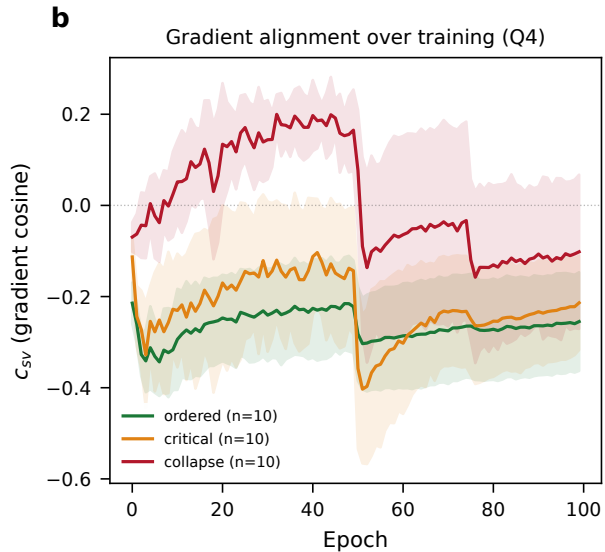 b
Gradient alignment over training (Q4)
0.2
0.0
−0.2
−0.4
−0.6
c_sv (gradient cosine)
ordered (n=10)
critical (n=10)
collapse (n=10)
0 20 40 60 80 100
Epoch